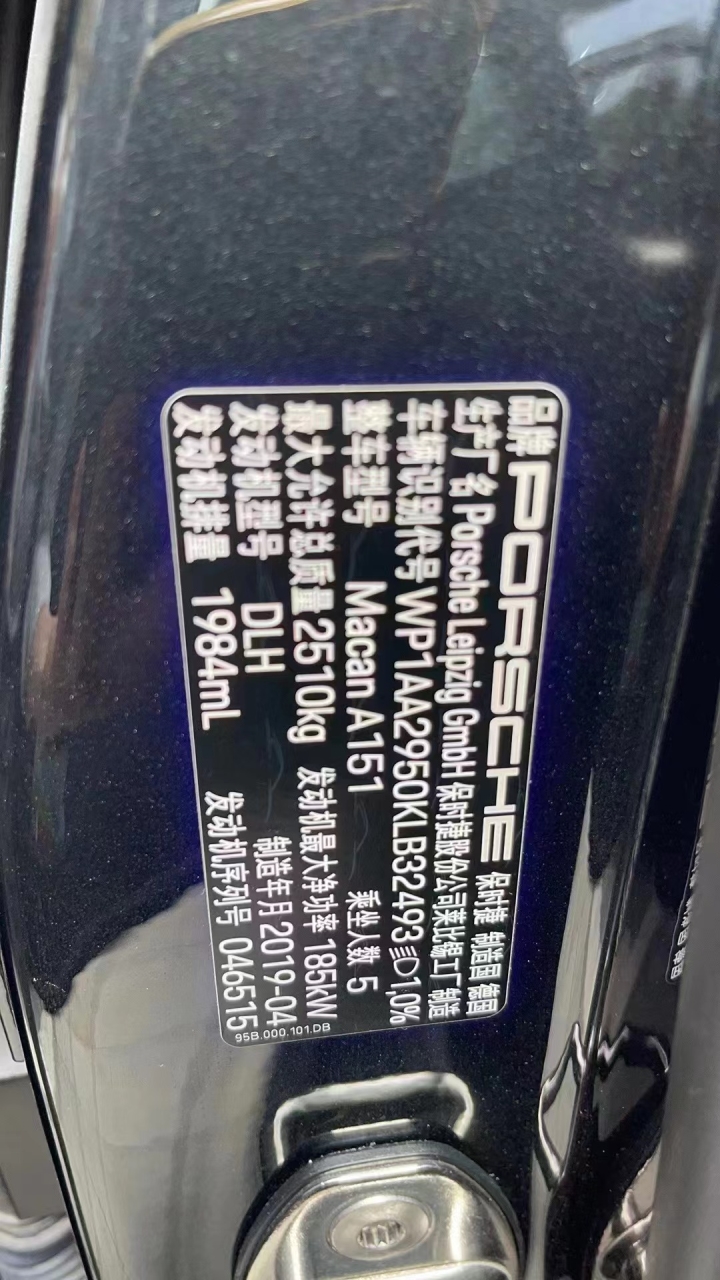 品牌 PORSCHE 保时捷 制造国 德国
生产厂名 Porsche Leipzig GmbH 保时捷股份公司莱比锡工厂 制造
车辆识别代号 WP1AA2950KLB32493 1,0%
整车型号 Macan A151 乘坐人数 5
最大允许总质量 2510kg 发动机最大净功率 185KW
发动机型号 DLH 制造年月 2019-04
发动机排量 1984mL 发动机序列号 046515
95B.000.101.DB